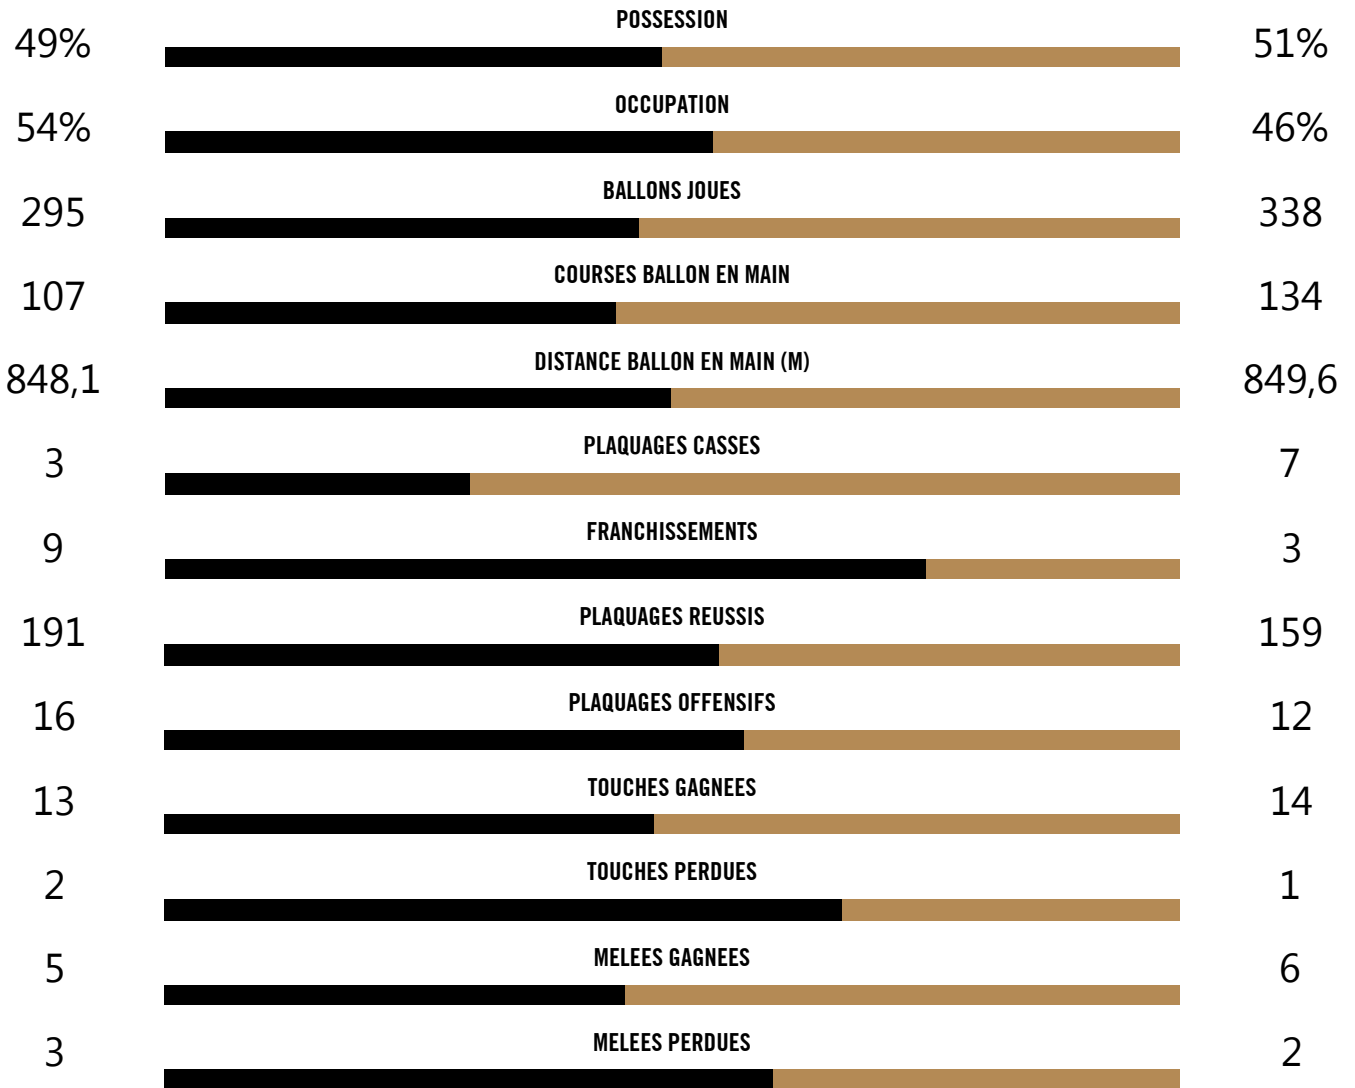 POSSESSION
49% 51%
OCCUPATION
54% 46%
BALLONS JOUES
295 338
COURSES BALLON EN MAIN
107 134
DISTANCE BALLON EN MAIN (M)
848,1 849,6
PLAQUAGES CASSES
3 7
FRANCHISSEMENTS
9 3
PLAQUAGES REUSSIS
191 159
PLAQUAGES OFFENSIFS
16 12
TOUCHES GAGNEES
13 14
TOUCHES PERDUES
2 1
MELEES GAGNEES
5 6
MELEES PERDUES
3 2